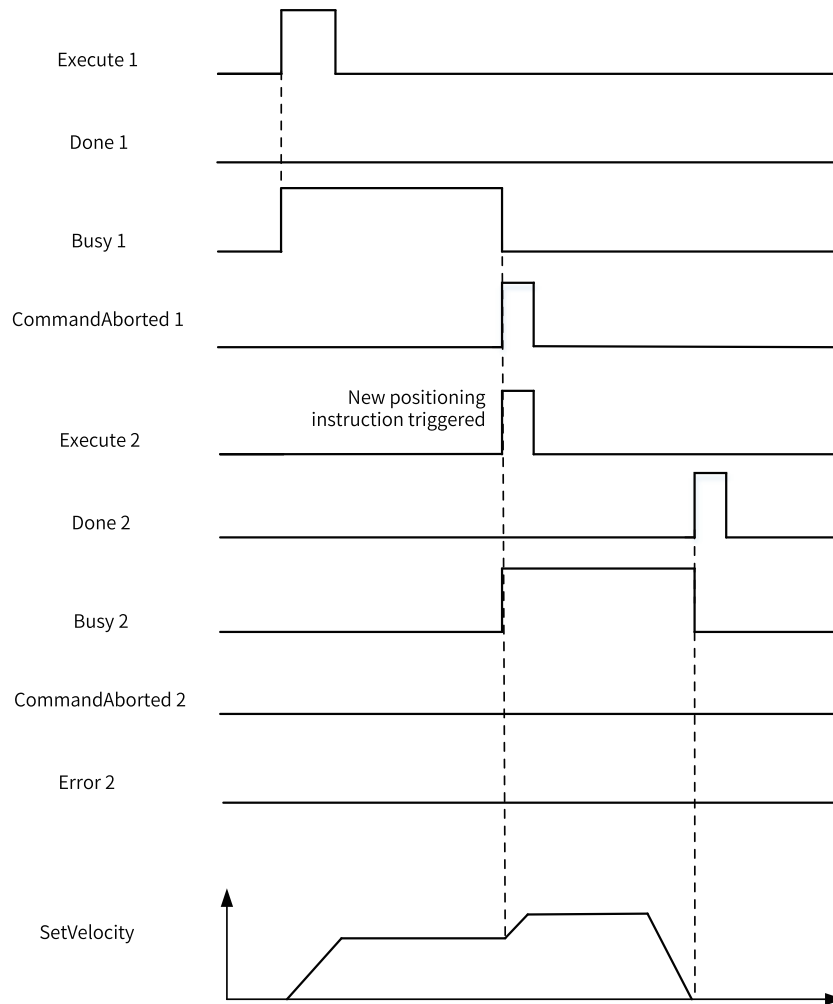 Execute 1
Done 1
Busy 1
CommandAborted 1
New positioning
instruction triggered
Execute 2
Done 2
Busy 2
CommandAborted 2
Error 2
SetVelocity